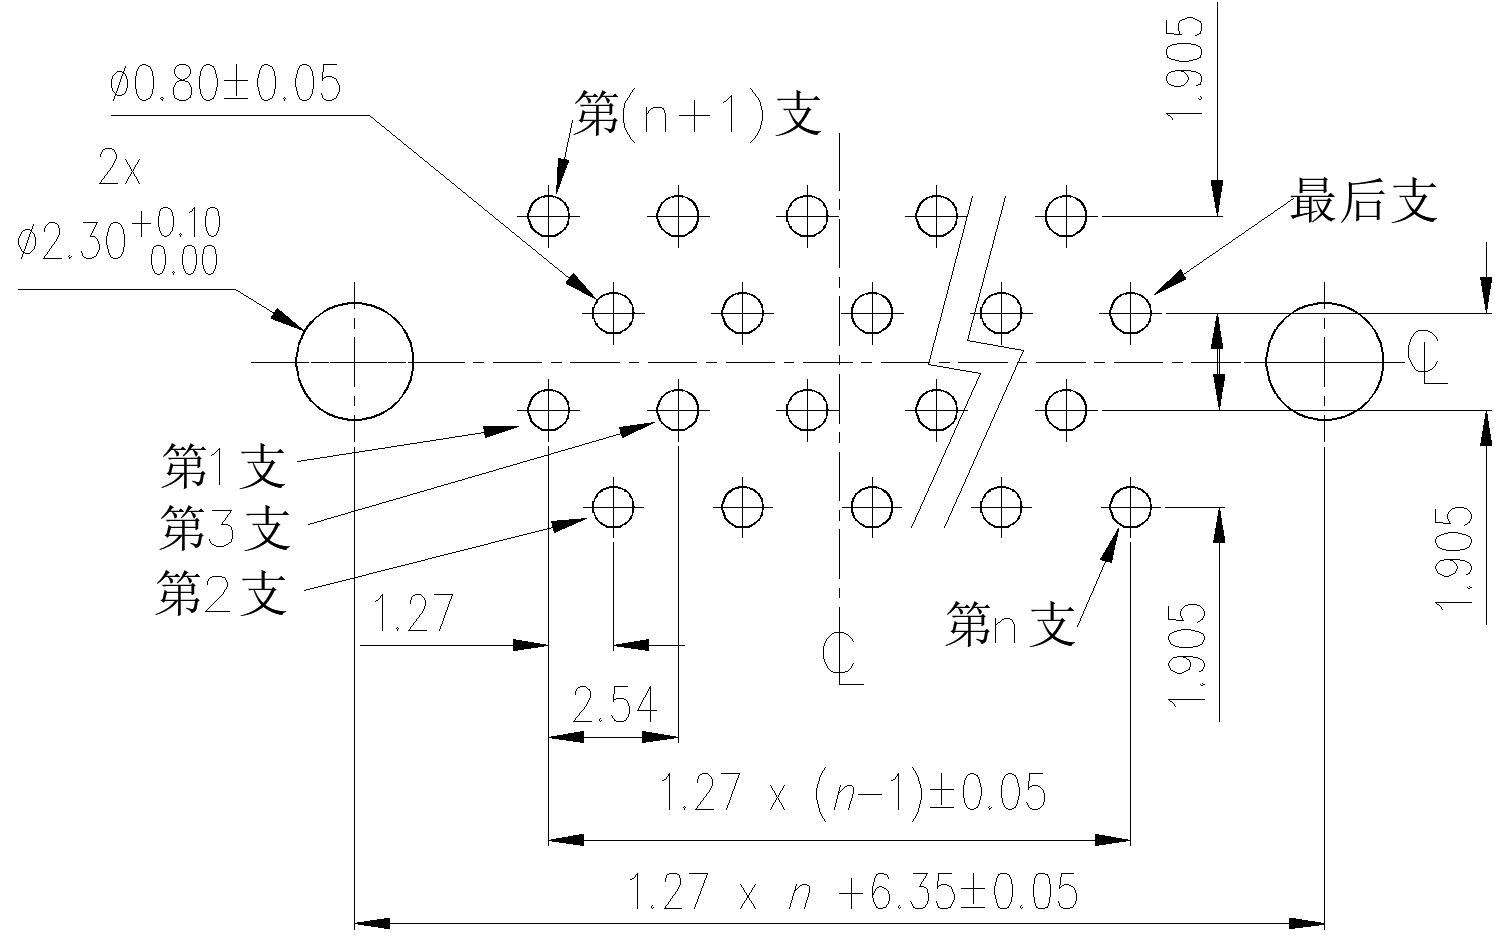 1.905
⌀0.80±0.05
第(n+1)支
2x
⌀2.30+0.10
0.00
最后支
℄
第1支
第3支
第2支
1.27
第n支
1.905
1.905
℄
2.54
1.27 x (n-1)±0.05
1.27 x n +6.35±0.05